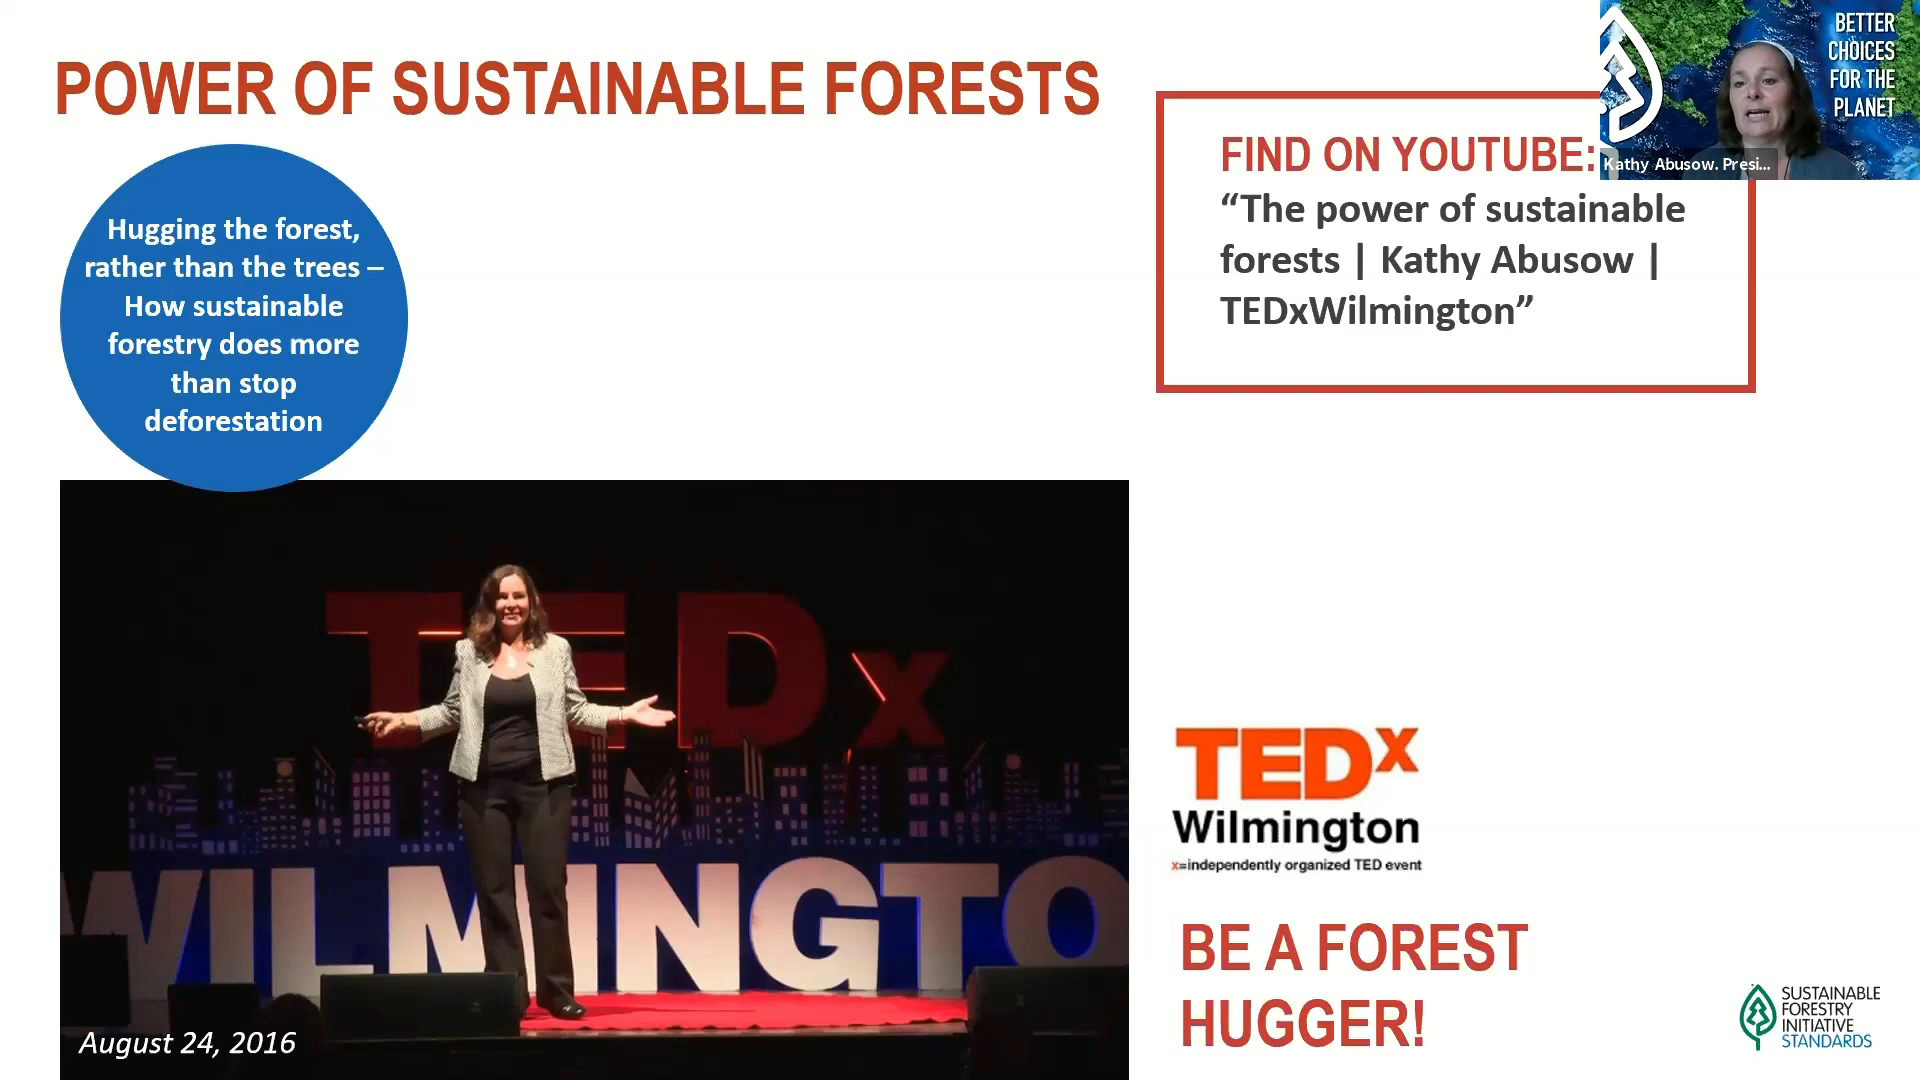 POWER OF SUSTAINABLE FORESTS
BETTER
CHOICES
FOR THE
PLANET
Kathy Abusow. Presi...
Hugging the forest,
rather than the trees –
How sustainable
forestry does more
than stop
deforestation
FIND ON YOUTUBE:
“The power of sustainable
forests | Kathy Abusow |
TEDxWilmington”
TEDx
WILMINGTO
August 24, 2016
TEDx
Wilmington
x=independently organized TED event
BE A FOREST
HUGGER!
SUSTAINABLE
FORESTRY
INITIATIVE
STANDARDS